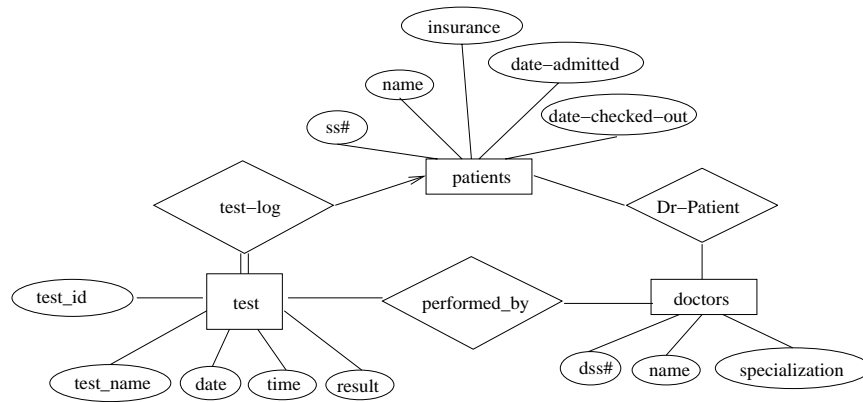 insurance
date-admitted
name
date-checked-out
ss#
patients
test-log
Dr-Patient
test_id
test
performed_by
doctors
test_name
date
time
result
dss#
name
specialization